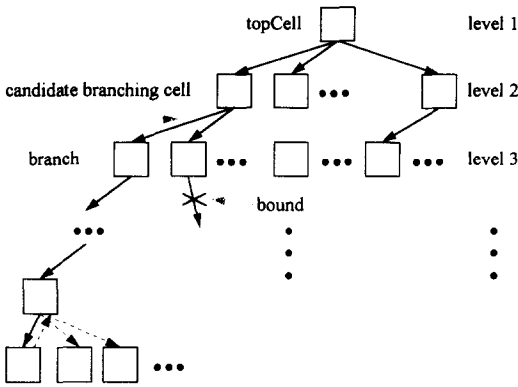 topCell level 1
candidate branching cell level 2
branch level 3
bound